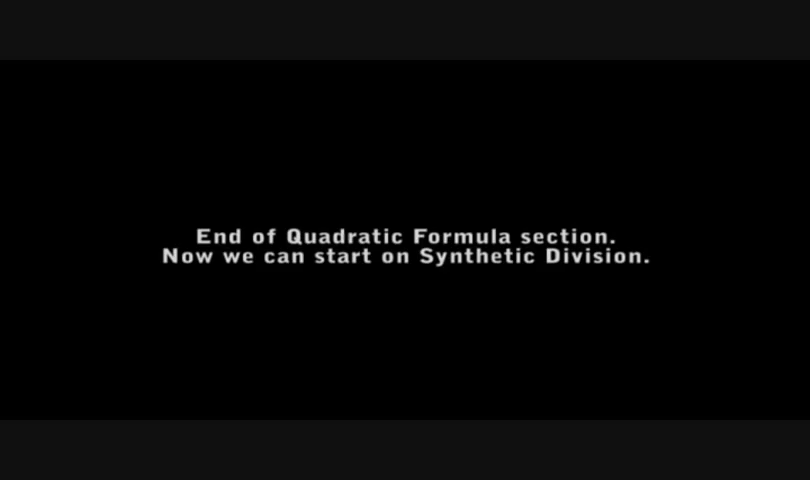 End of Quadratic Formula section.
Now we can start on Synthetic Division.